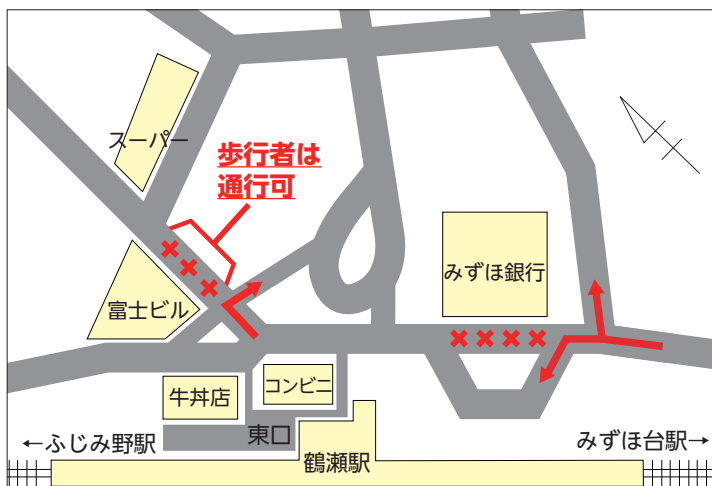 スーパー
歩行者は
通行可
みずほ銀行
富士ビル
牛丼店
コンビニ
東口
←ふじみ野駅
鶴瀬駅
みずほ台駅→